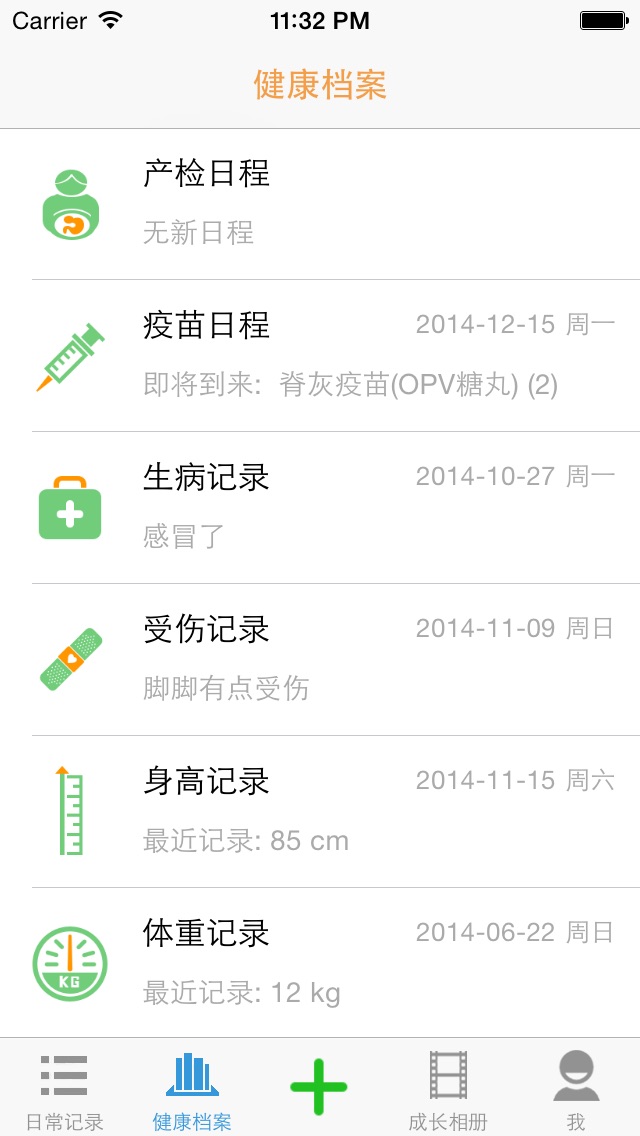 Carrier 11:32 PM
健康档案
产检日程
无新日程
疫苗日程 2014-12-15 周一
即将到来: 脊灰疫苗(OPV糖丸) (2)
生病记录 2014-10-27 周一
感冒了
受伤记录 2014-11-09 周日
脚脚有点受伤
身高记录 2014-11-15 周六
最近记录: 85 cm
体重记录 2014-06-22 周日
KG
最近记录: 12 kg
日常记录 健康档案 成长相册 我